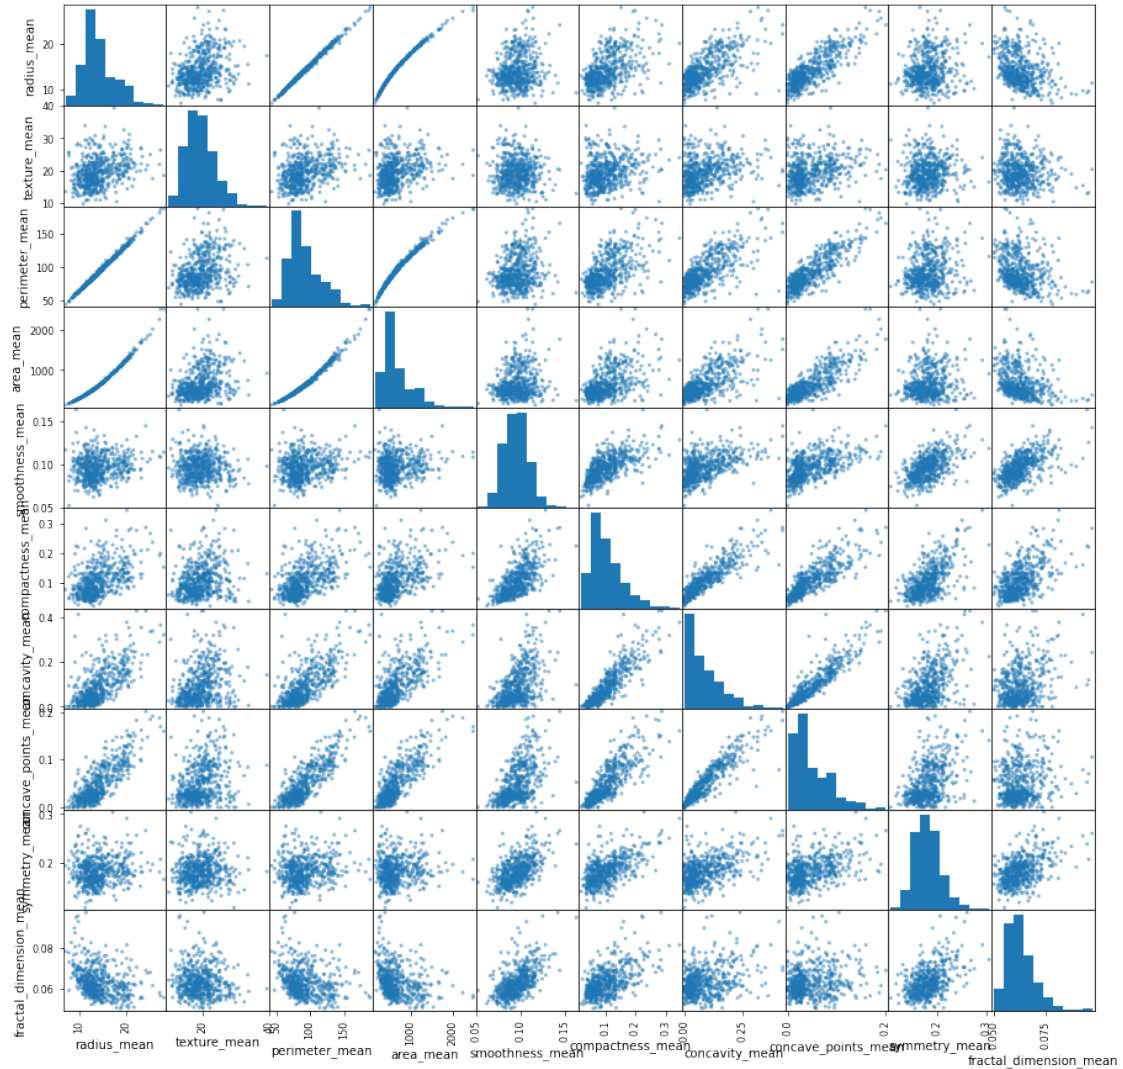 radius_mean
20
10
texture_mean
40
30
20
10
perimeter_mean
150
100
50
area_mean
2000
1000
smoothness_mean
0.15
0.10
0.05
compactness_mean
0.3
0.2
0.1
concavity_mean
0.4
0.2
0.0
concave_points_mean
0.2
0.1
0.0
symmetry_mean
0.3
0.2
fractal_dimension_mean
0.08
0.06
10 20 20 40 50 100 150 1000 2000 0.05 0.10 0.15 0.1 0.2 0.3 0.00 0.25 0.0 0.2 0.2 0.3 0.050 0.075
radius_mean texture_mean perimeter_mean area_mean smoothness_mean compactness_mean concavity_mean concave_points_mean symmetry_mean fractal_dimension_mean